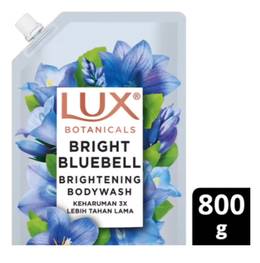 LUX
BOTANICALS
BRIGHT
BLUEBELL
BRIGHTENING
BODYWASH
KEHARUMAN 3X
LEBIH TAHAN LAMA
800
g